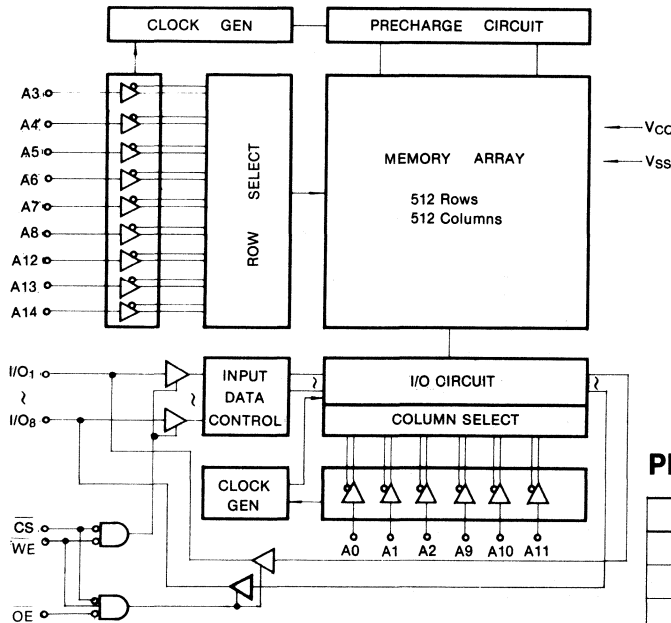 CLOCK GEN
PRECHARGE CIRCUIT
A3
A4
A5
A6
A7
A8
A12
A13
A14
ROW SELECT
MEMORY ARRAY
512 Rows
512 Columns
VCC
VSS
I/O1
I/O8
INPUT
DATA
CONTROL
I/O CIRCUIT
COLUMN SELECT
CLOCK
GEN
A0 A1 A2 A9 A10 A11
CS
WE
OE